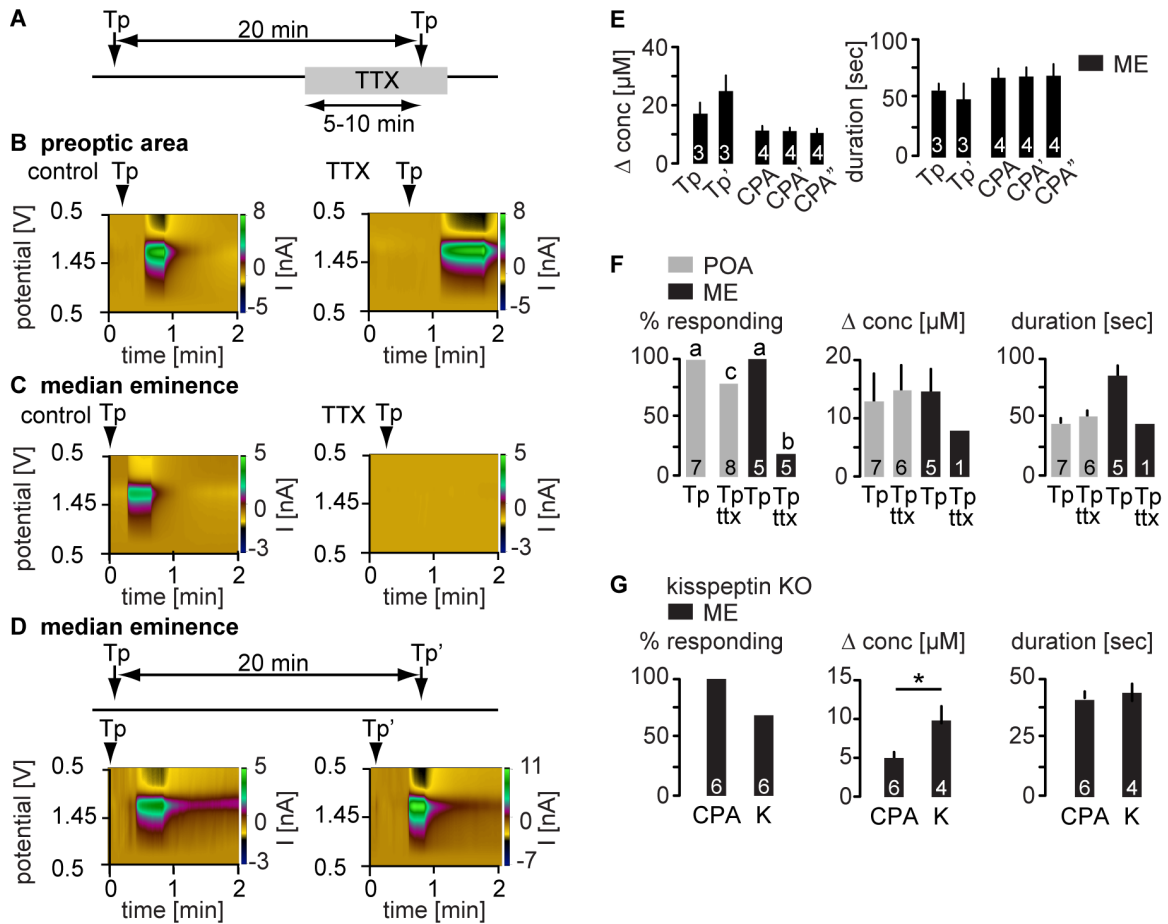 A
Tp
20 min
Tp
TTX
5-10 min
B preoptic area
control Tp
TTX Tp
potential [V]
0.5
1.45
0.5
0 1 2
time [min]
8
0
-5
I [nA]
0.5
1.45
0.5
0 1 2
time [min]
8
0
-5
I [nA]
C median eminence
control Tp
TTX Tp
potential [V]
0.5
1.45
0.5
0 1 2
time [min]
5
0
-3
I [nA]
0.5
1.45
0.5
0 1 2
time [min]
5
0
-3
I [nA]
D median eminence
Tp
20 min
Tp'
Tp
Tp'
potential [V]
0.5
1.45
0.5
0 1 2
time [min]
5
0
-3
I [nA]
0.5
1.45
0.5
0 1 2
time [min]
11
0
-7
I [nA]
E
Δ conc [µM]
40
20
0
3 3 4 4 4
Tp Tp' CPA CPA' CPA"
duration [sec]
100
50
0
3 3 4 4 4
Tp Tp' CPA CPA' CPA"
ME
F
POA
ME
% responding
100
50
0
a c a b
7 8 5 5
Tp Tp Tp Tp
ttx ttx
Δ conc [µM]
20
15
10
5
0
7 6 5 1
Tp Tp Tp Tp
ttx ttx
duration [sec]
100
50
0
7 6 5 1
Tp Tp Tp Tp
ttx ttx
G kisspeptin KO
ME
% responding
100
50
0
6 6
CPA K
Δ conc [µM]
15
10
5
0
*
6 4
CPA K
duration [sec]
50
25
0
6 4
CPA K